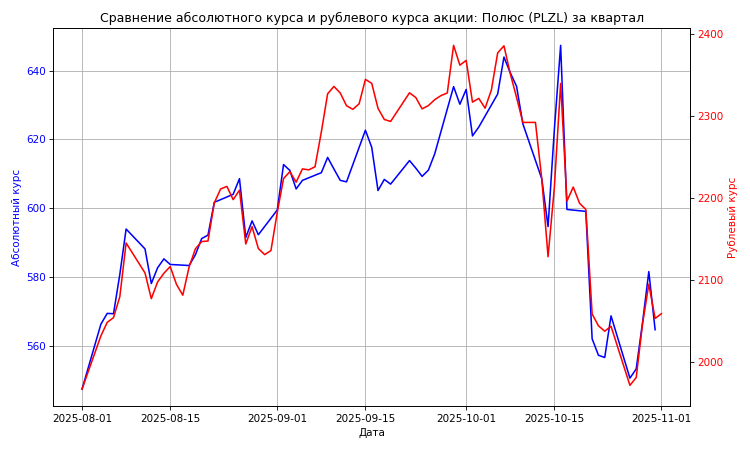 Сравнение абсолютного курса и рублевого курса акции: Полюс (PLZL) за квартал
Абсолютный курс
640
620
600
580
560
2400
2300
2200
2100
2000
Рублевый курс
2025-08-01 2025-08-15 2025-09-01 2025-09-15 2025-10-01 2025-10-15 2025-11-01
Дата